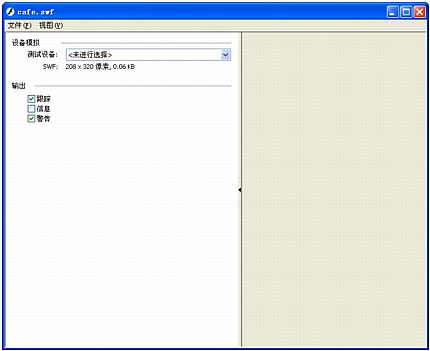 cafe.swf
文件(F) 视图(V)
设备模拟
测试设备: <未进行选择>
SWF: 208 x 320 像素, 0.06 KB
输出
跟踪
信息
警告